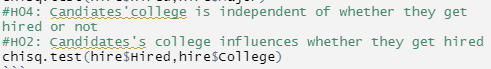 #H04: Candiates'college is independent of whether they get
hired or not
#H02: Candidates's college influences whether they get hired
chisq.test(hire$Hired,hire$College)